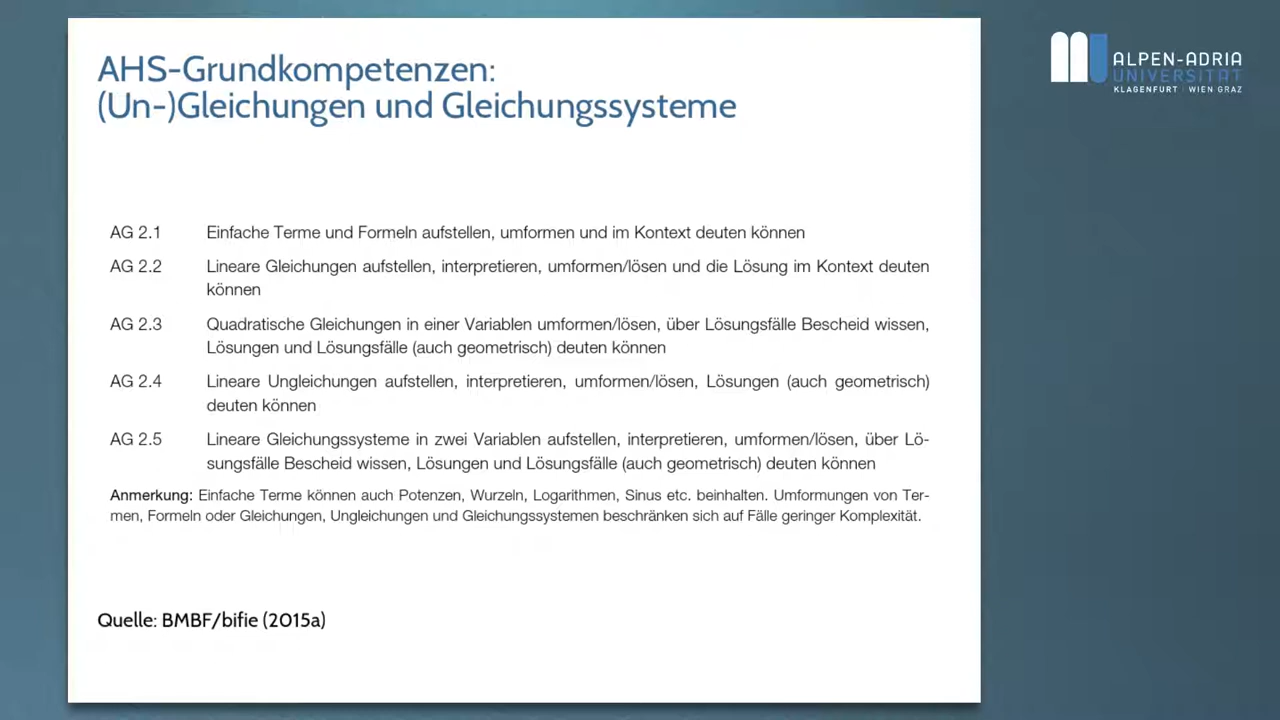 AHS-Grundkompetenzen:
(Un-)Gleichungen und Gleichungssysteme
ALPEN-ADRIA
UNIVERSITÄT
KLAGENFURT | WIEN GRAZ
AG 2.1 Einfache Terme und Formeln aufstellen, umformen und im Kontext deuten können
AG 2.2 Lineare Gleichungen aufstellen, interpretieren, umformen/lösen und die Lösung im Kontext deuten
können
AG 2.3 Quadratische Gleichungen in einer Variablen umformen/lösen, über Lösungsfälle Bescheid wissen,
Lösungen und Lösungsfälle (auch geometrisch) deuten können
AG 2.4 Lineare Ungleichungen aufstellen, interpretieren, umformen/lösen, Lösungen (auch geometrisch)
deuten können
AG 2.5 Lineare Gleichungssysteme in zwei Variablen aufstellen, interpretieren, umformen/lösen, über Lö-
sungsfälle Bescheid wissen, Lösungen und Lösungsfälle (auch geometrisch) deuten können
Anmerkung: Einfache Terme können auch Potenzen, Wurzeln, Logarithmen, Sinus etc. beinhalten. Umformungen von Ter-
men, Formeln oder Gleichungen, Ungleichungen und Gleichungssystemen beschränken sich auf Fälle geringer Komplexität.
Quelle: BMBF/bifie (2015a)